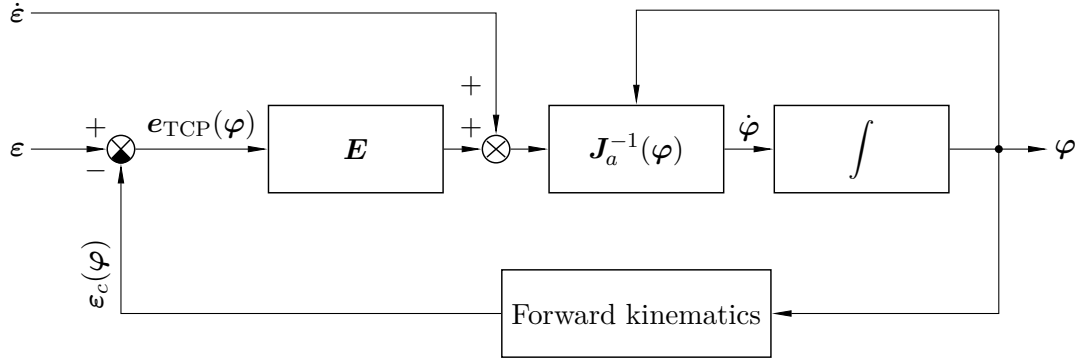 ε̇
+
ε
+
−
e_TCP(φ)
E
+
J_a^{-1}(φ)
φ̇
∫
φ
ε_c(φ)
Forward kinematics